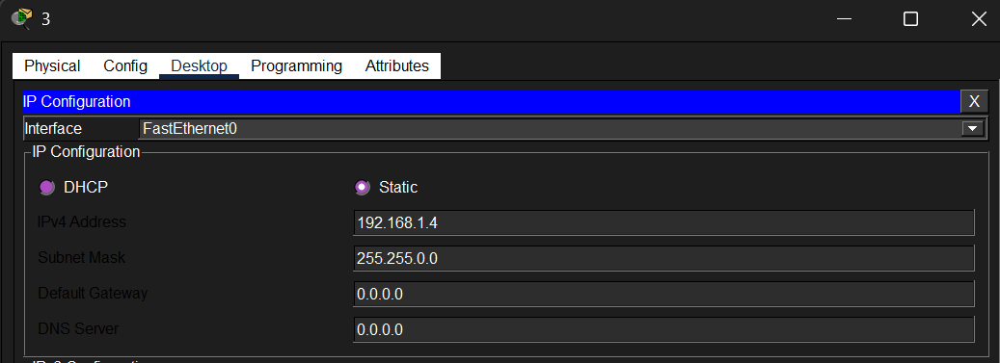 3
Physical Config Desktop Programming Attributes
IP Configuration X
Interface FastEthernet0
IP Configuration
DHCP Static
IPv4 Address 192.168.1.4
Subnet Mask 255.255.0.0
Default Gateway 0.0.0.0
DNS Server 0.0.0.0